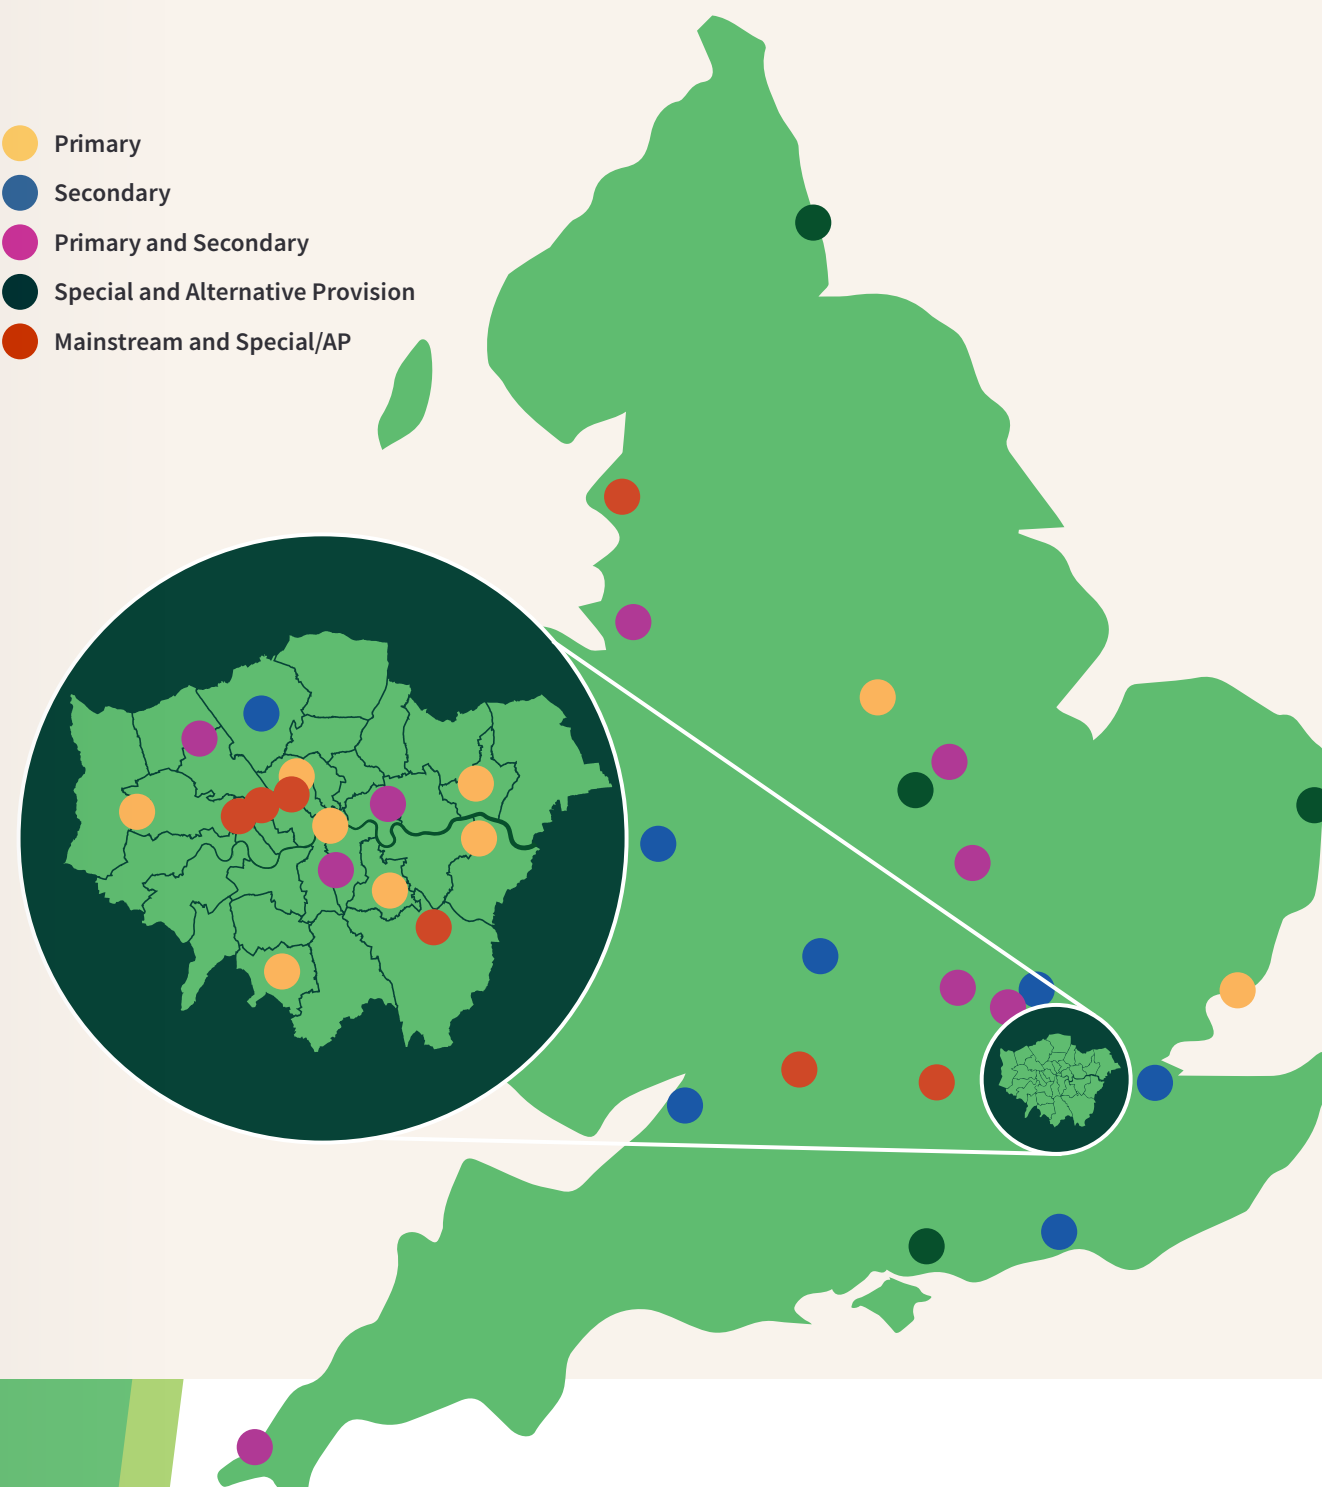 Primary
Secondary
Primary and Secondary
Special and Alternative Provision
Mainstream and Special/AP